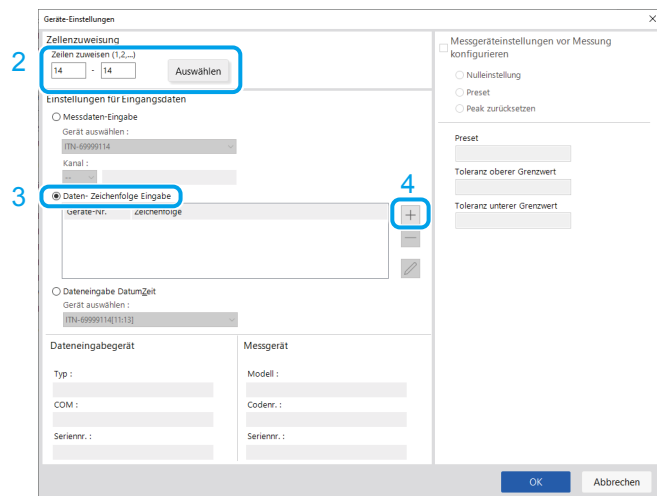 Geräte-Einstellungen
Zellenzuweisung
2
Zeilen zuweisen (1,2,...)
14 - 14 Auswählen
Einstellungen für Eingangsdaten
Messdaten-Eingabe
Gerät auswählen :
ITN-69999114
Kanal :
--
3
Daten- Zeichenfolge Eingabe
4
Geräte-Nr. Zeichenfolge
Dateneingabe DatumZeit
Gerät auswählen :
ITN-69999114[11:13]
Dateneingabegerät
Typ :
COM :
Seriennr. :
Messgerät
Modell :
Codenr. :
Seriennr. :
Messgeräteinstellungen vor Messung
konfigurieren
Nulleinstellung
Preset
Peak zurücksetzen
Preset
Toleranz oberer Grenzwert
Toleranz unterer Grenzwert
OK Abbrechen